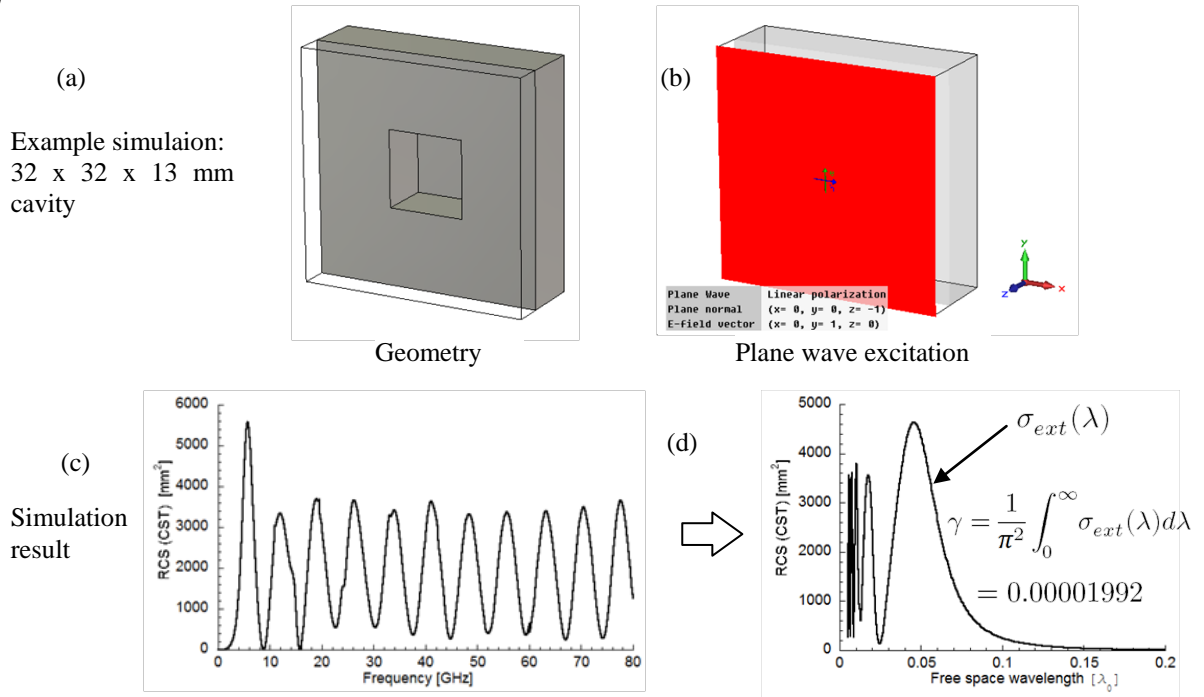 (a)
Example simulaion:
32 x 32 x 13 mm
cavity
Geometry
(b)
Plane Wave Linear polarization
Plane normal (x= 0, y= 0, z= -1)
E-field vector (x= 0, y= 1, z= 0)
y
z
x
Plane wave excitation
(c)
Simulation
result
RCS (CST) [mm²]
6000
5000
4000
3000
2000
1000
0
0 10 20 30 40 50 60 70 80
Frequency [GHz]
(d)
RCS (CST) [mm²]
5000
4000
3000
2000
1000
0
0 0.05 0.1 0.15 0.2
Free space wavelength [λ₀]
σ_ext(λ)
γ = 1/π² ∫₀^∞ σ_ext(λ)dλ
= 0.00001992